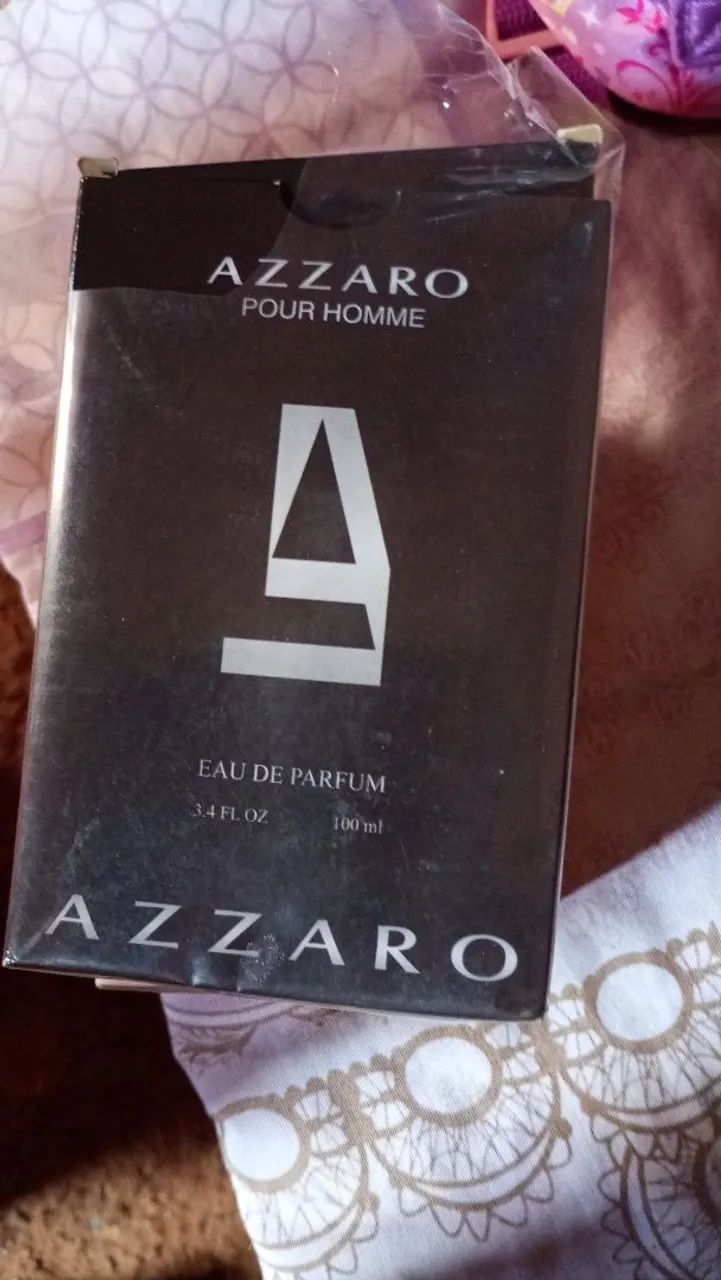 AZZARO
POUR HOMME
EAU DE PARFUM
3.4 FL OZ 100 ml
AZZARO